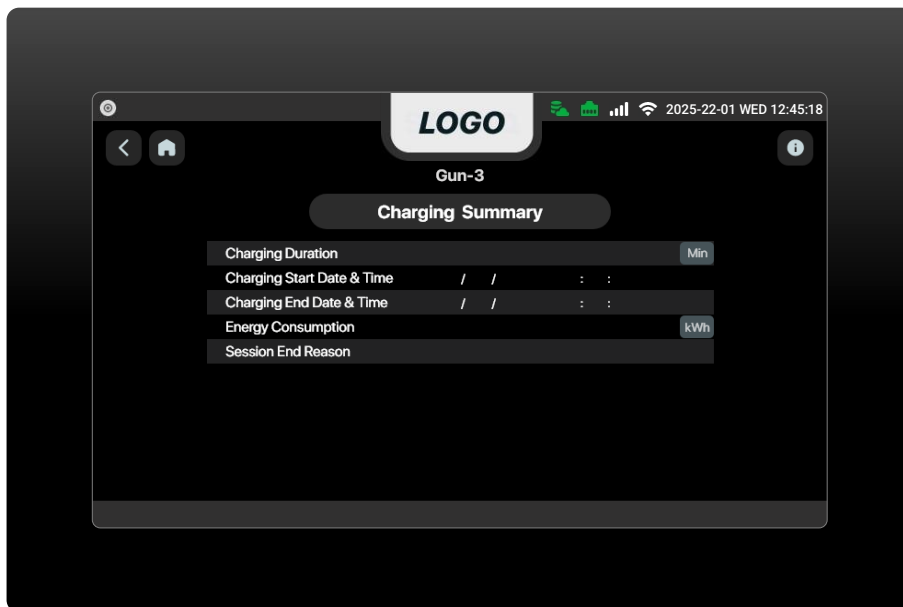 LOGO
2025-22-01 WED 12:45:18
Gun-3
Charging Summary
Charging Duration Min
Charging Start Date & Time / / : :
Charging End Date & Time / / : :
Energy Consumption kWh
Session End Reason